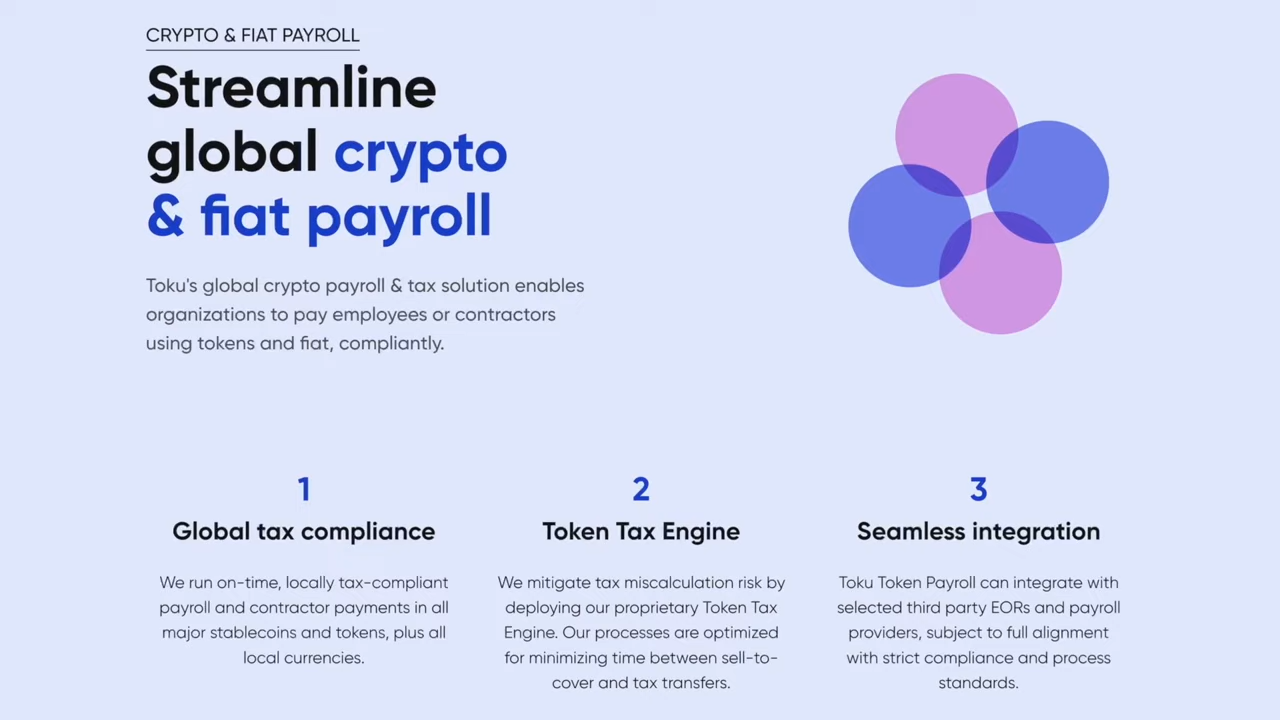 CRYPTO & FIAT PAYROLL
Streamline
global crypto
& fiat payroll
Toku's global crypto payroll & tax solution enables
organizations to pay employees or contractors
using tokens and fiat, compliantly.
1
Global tax compliance
We run on-time, locally tax-compliant
payroll and contractor payments in all
major stablecoins and tokens, plus all
local currencies.
2
Token Tax Engine
We mitigate tax miscalculation risk by
deploying our proprietary Token Tax
Engine. Our processes are optimized
for minimizing time between sell-to-
cover and tax transfers.
3
Seamless integration
Toku Token Payroll can integrate with
selected third party EORs and payroll
providers, subject to full alignment
with strict compliance and process
standards.